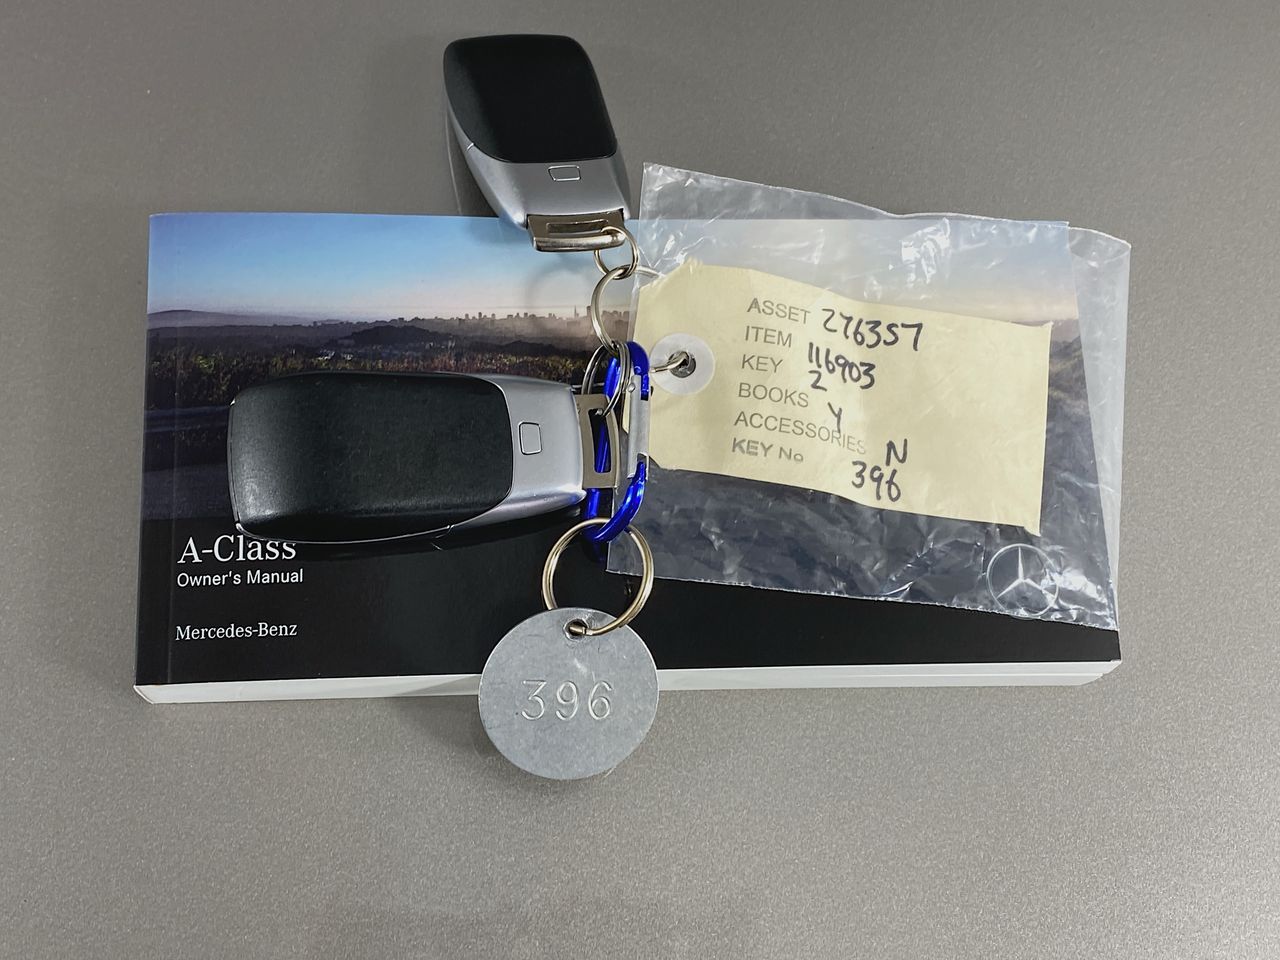 ASSET 276357
ITEM 116903
KEY 2
BOOKS Y
ACCESSORIES N
KEY No 396
A-Class
Owner's Manual
Mercedes-Benz
396